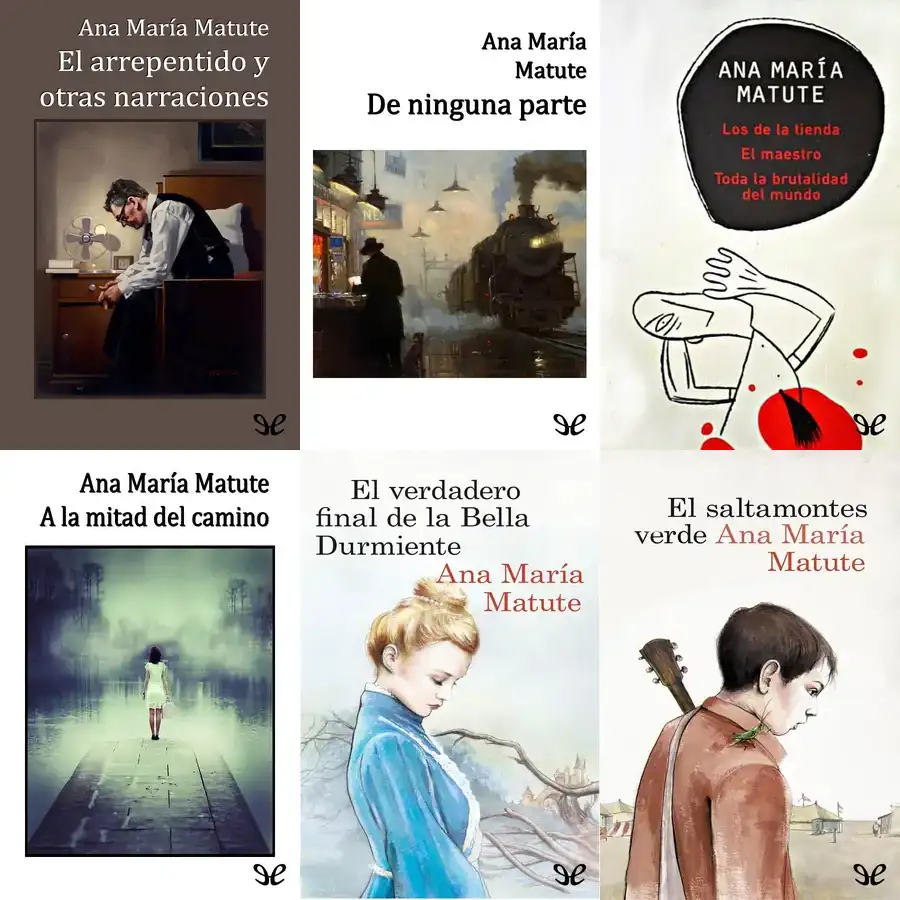 Ana María Matute
El arrepentido y
otras narraciones
Ana María
Matute
De ninguna parte
ANA MARÍA
MATUTE
Los de la tienda
El maestro
Toda la brutalidad
del mundo
Ana María Matute
A la mitad del camino
El verdadero
final de la Bella
Durmiente
Ana María
Matute
El saltamontes
verde Ana María
Matute